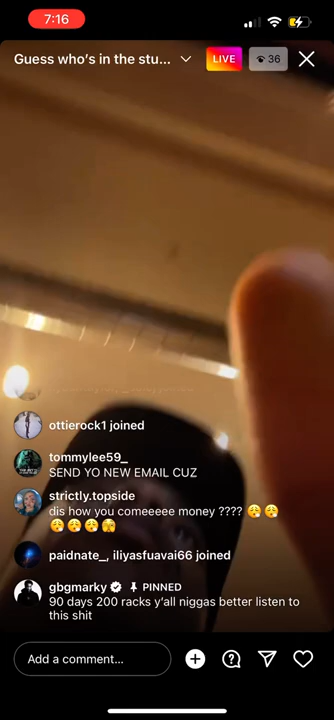 7:16
Guess who's in the stu...
LIVE
36
ottierock1 joined
tommylee59_
SEND YO NEW EMAIL CUZ
strictly.topside
dis how you comeeeee money ???? 😮‍💨😮‍💨
😮‍💨😮‍💨😮‍💨🫣
paidnate_, iliyasfuavai66 joined
gbgmarky PINNED
90 days 200 racks y'all niggas better listen to
this shit
Add a comment...